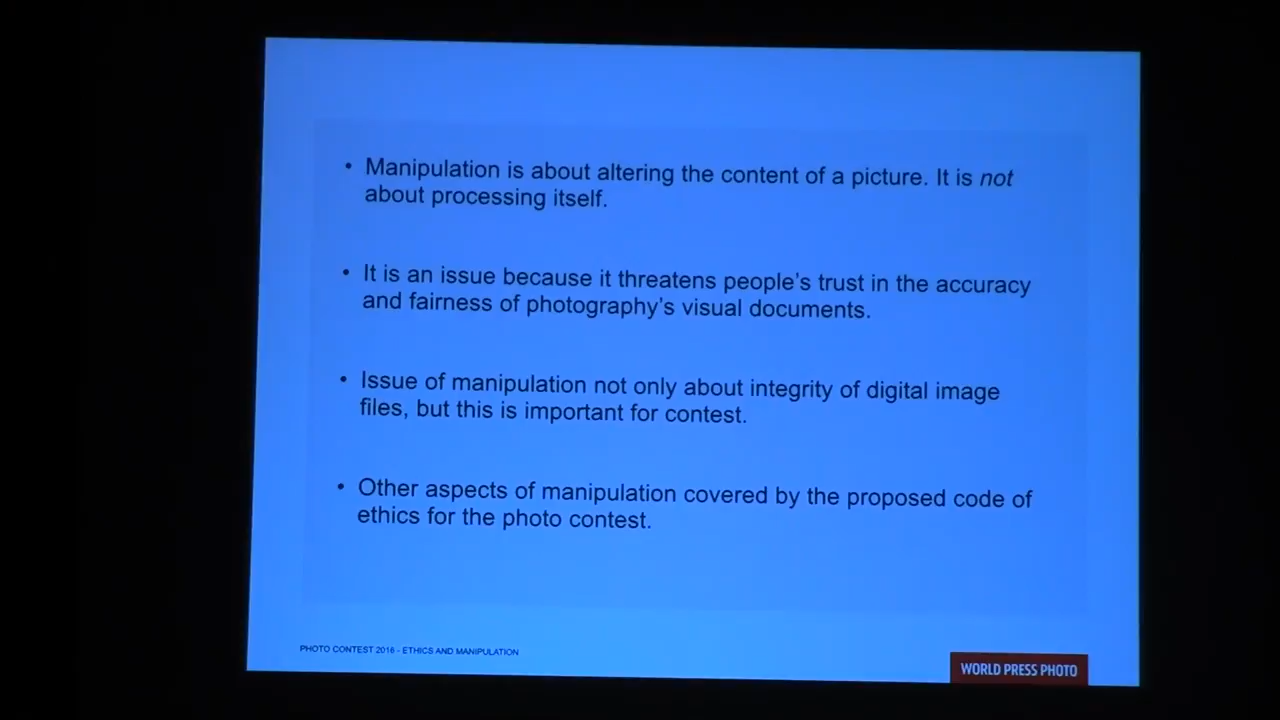 • Manipulation is about altering the content of a picture. It is not
about processing itself.
• It is an issue because it threatens people's trust in the accuracy
and fairness of photography's visual documents.
• Issue of manipulation not only about integrity of digital image
files, but this is important for contest.
• Other aspects of manipulation covered by the proposed code of
ethics for the photo contest.
PHOTO CONTEST 2016 - ETHICS AND MANIPULATION
WORLD PRESS PHOTO